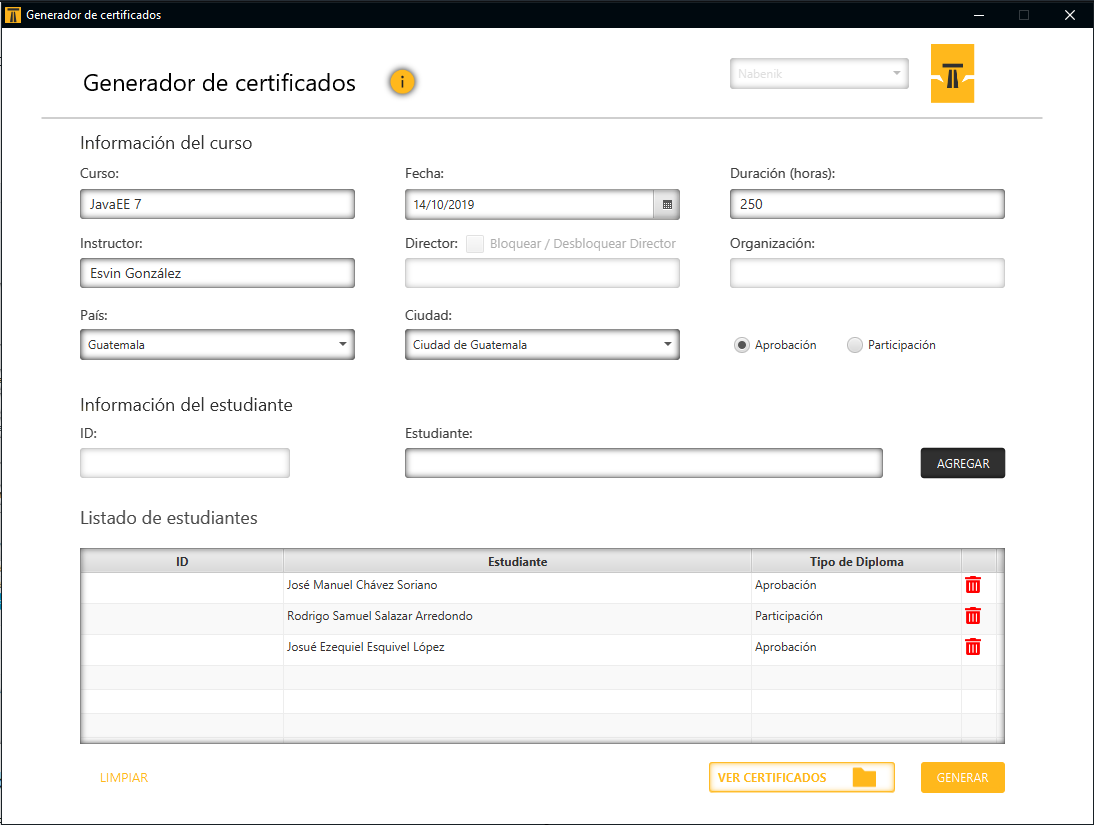 Generador de certificados
Generador de certificados i Nabenik
Información del curso
Curso: Fecha: Duración (horas):
JavaEE 7 14/10/2019 250
Instructor: Director: Bloquear / Desbloquear Director Organización:
Esvin González
País: Ciudad:
Guatemala Ciudad de Guatemala Aprobación Participación
Información del estudiante
ID: Estudiante:
AGREGAR
Listado de estudiantes
ID Estudiante Tipo de Diploma
José Manuel Chávez Soriano Aprobación
Rodrigo Samuel Salazar Arredondo Participación
Josué Ezequiel Esquivel López Aprobación
LIMPIAR VER CERTIFICADOS GENERAR